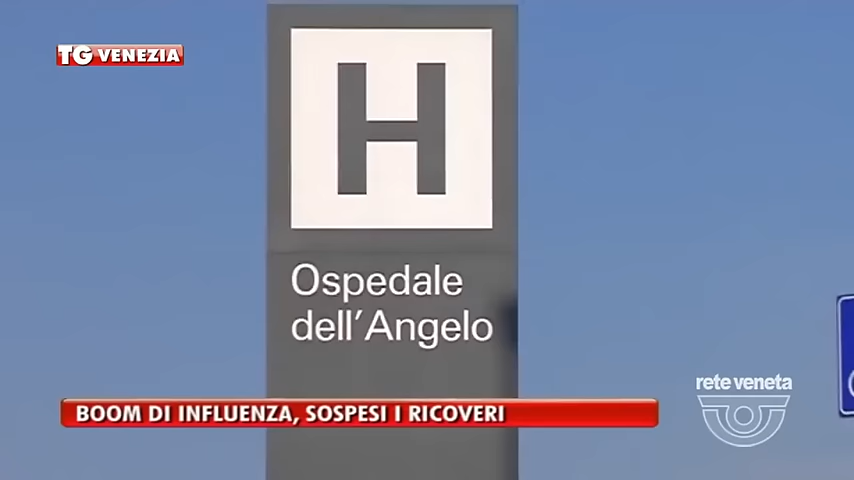 TG VENEZIA
H
Ospedale
dell'Angelo
rete veneta
BOOM DI INFLUENZA, SOSPESI I RICOVERI